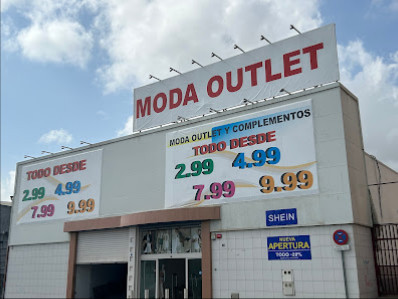 MODA OUTLET
MODA OUTLET Y COMPLEMENTOS
TODO DESDE
2.99 4.99
7.99 9.99
TODO DESDE
2.99 4.99
7.99 9.99
SHEIN
NUEVA
APERTURA